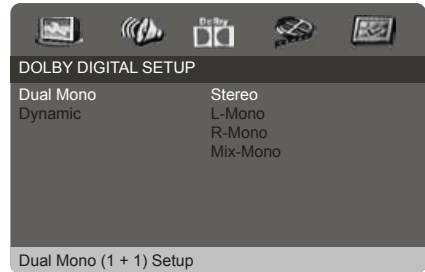 Dolby
DOLBY DIGITAL SETUP
Dual Mono Stereo
Dynamic L-Mono
R-Mono
Mix-Mono
Dual Mono (1 + 1) Setup